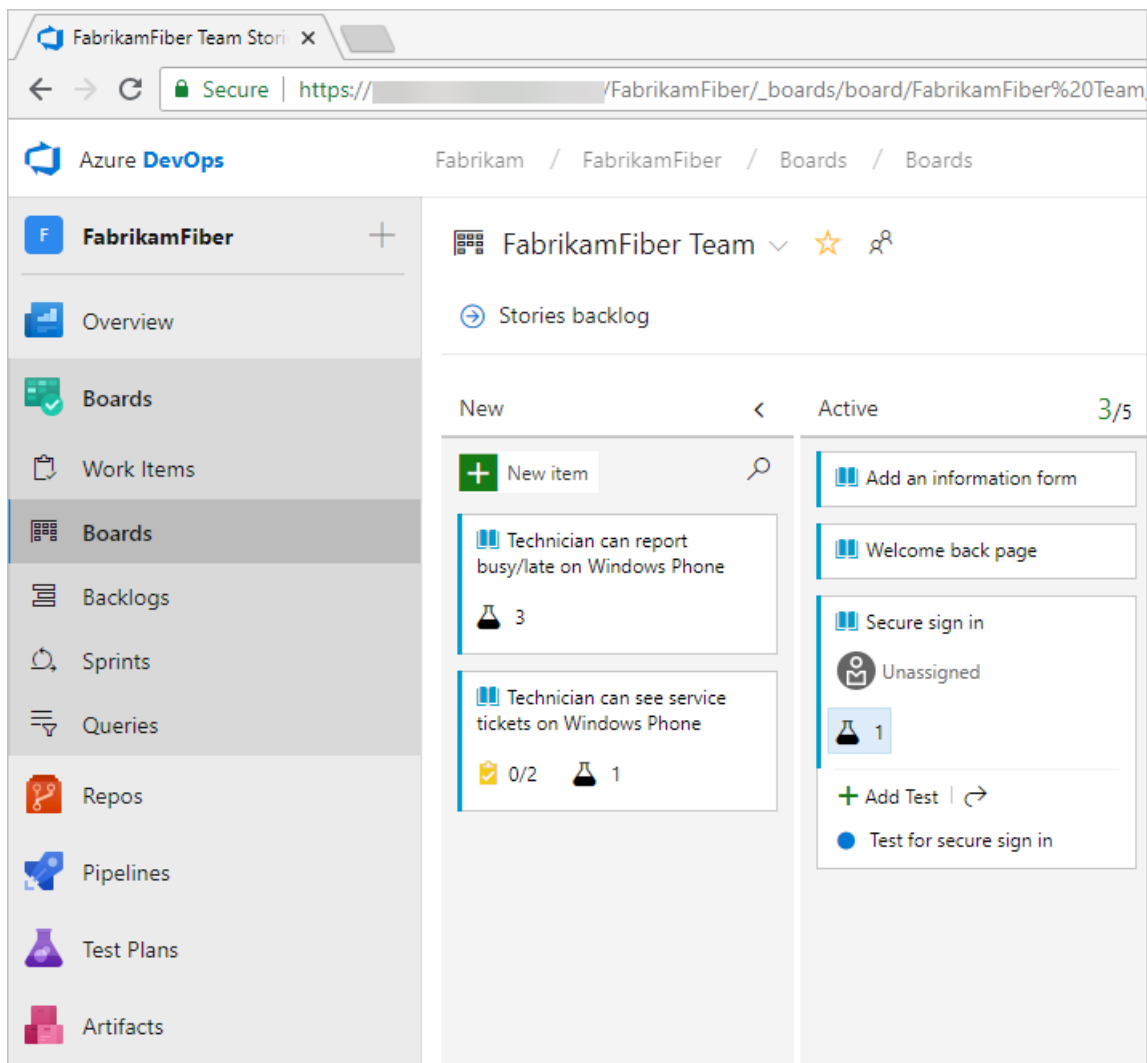 FabrikamFiber Team Stori
Secure https:// /FabrikamFiber/_boards/board/FabrikamFiber%20Team,
Azure DevOps
Fabrikam / FabrikamFiber / Boards / Boards
F FabrikamFiber
Overview
Boards
Work Items
Boards
Backlogs
Sprints
Queries
Repos
Pipelines
Test Plans
Artifacts
FabrikamFiber Team
Stories backlog
New
New item
Technician can report
busy/late on Windows Phone
3
Technician can see service
tickets on Windows Phone
0/2 1
Active 3/5
Add an information form
Welcome back page
Secure sign in
Unassigned
1
Add Test
Test for secure sign in